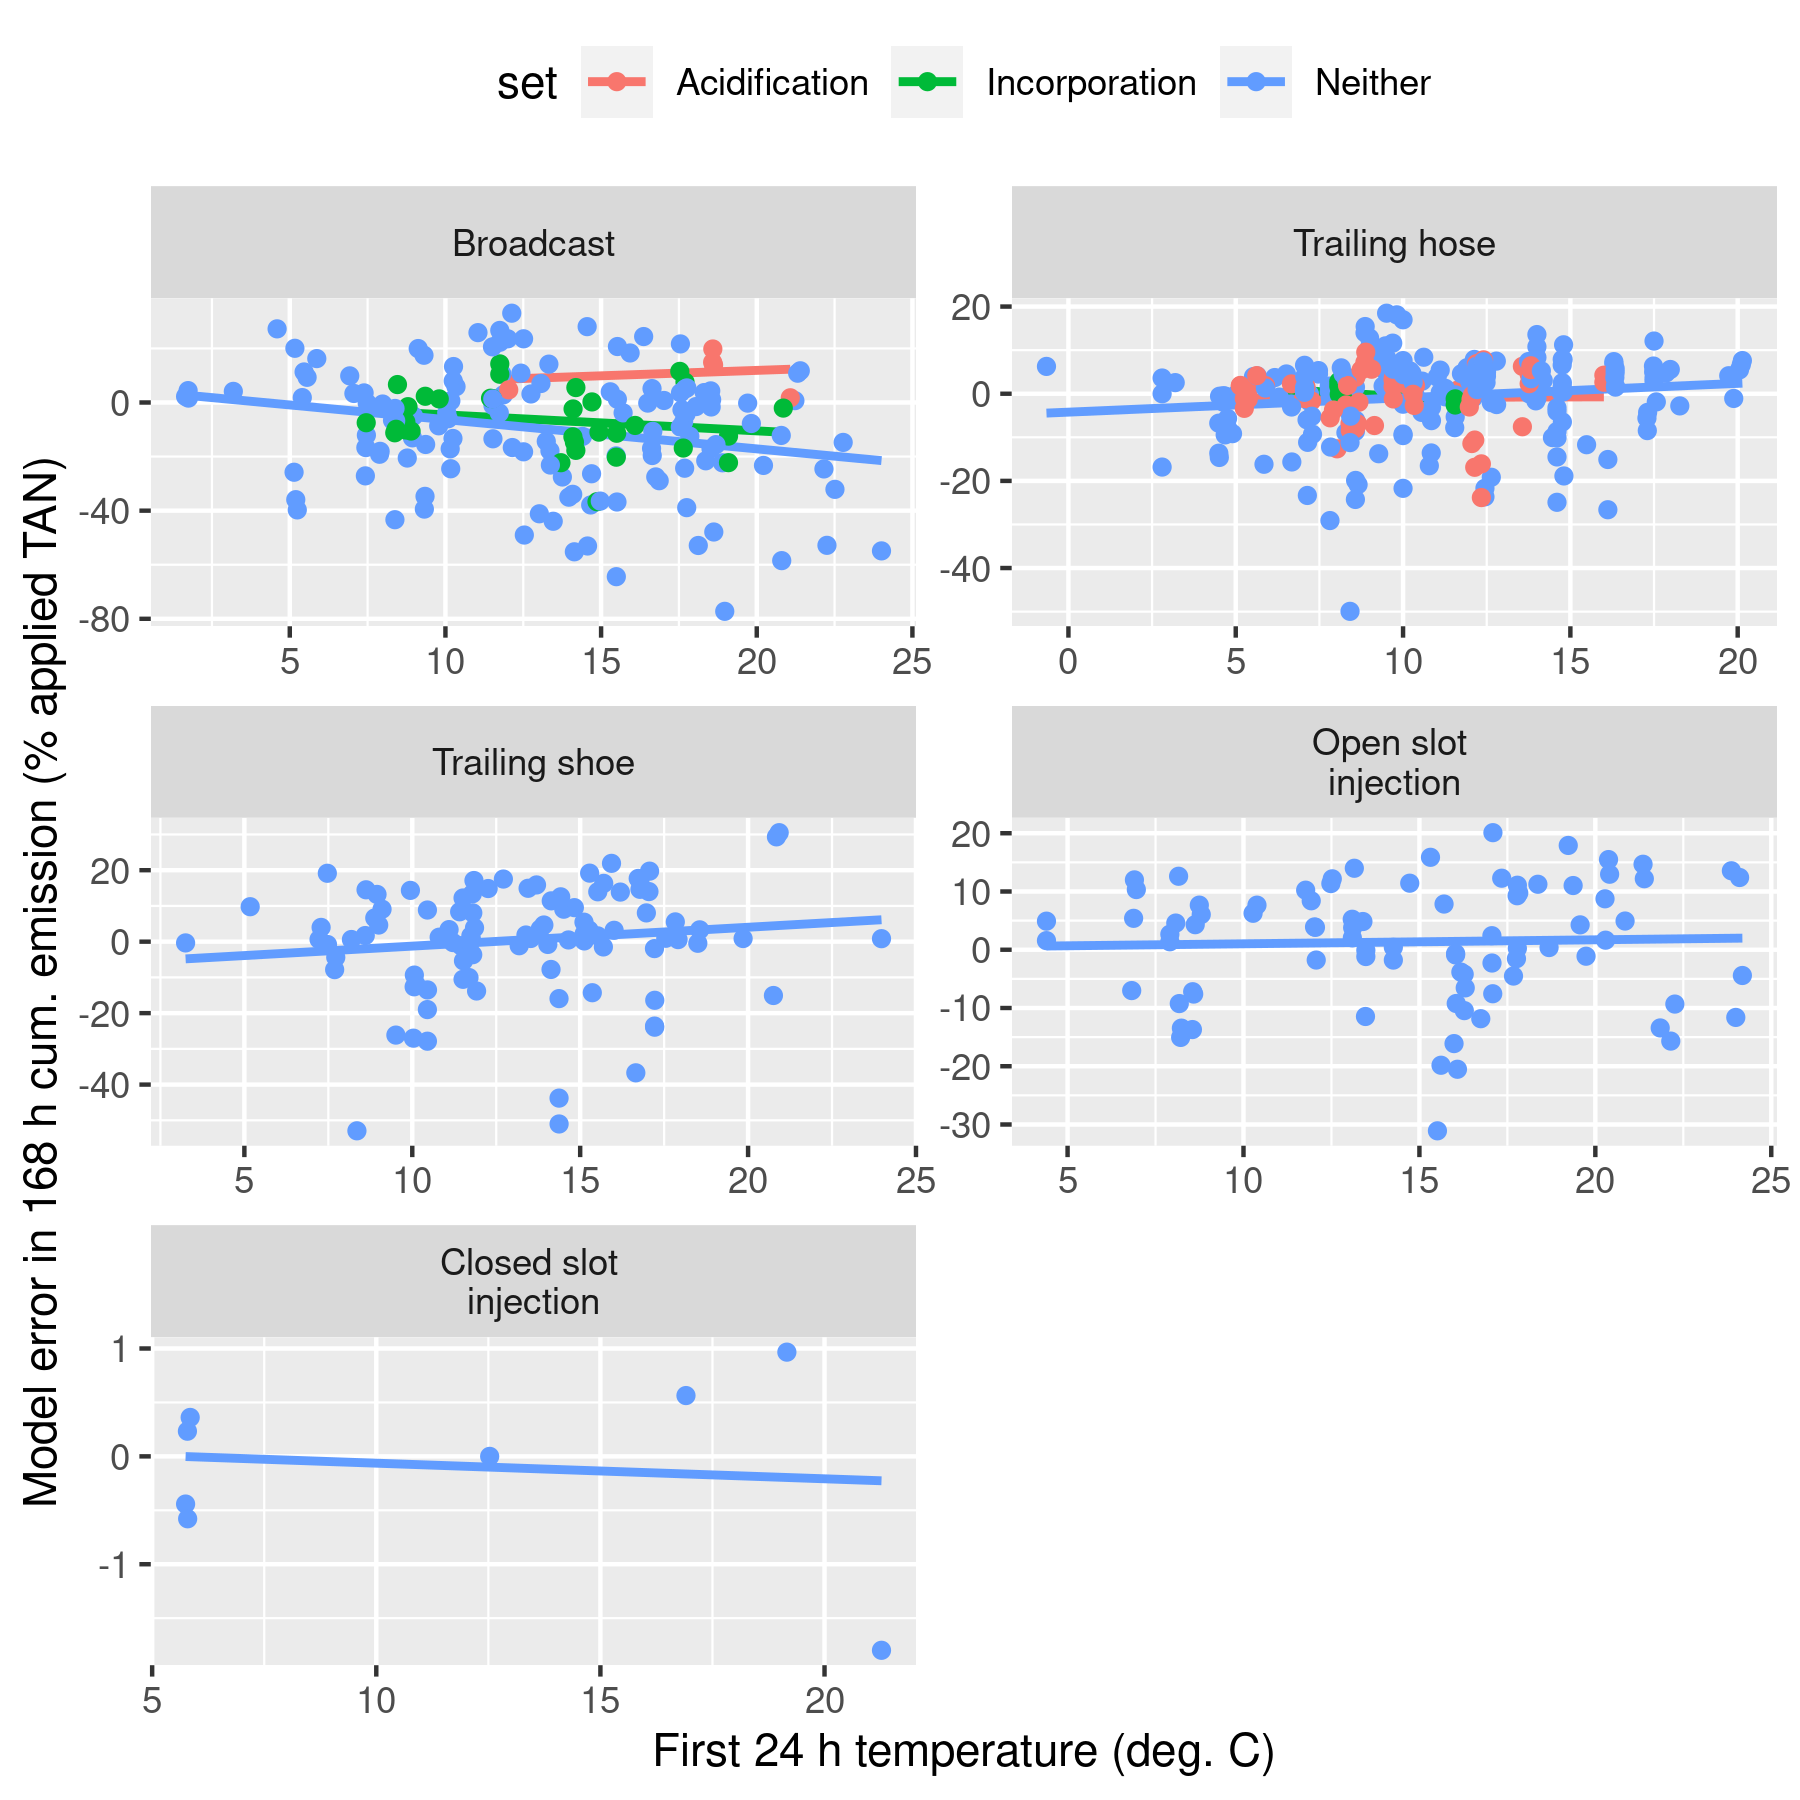 set Acidification Incorporation Neither
Broadcast
Trailing hose
0
-40
-80
5 10 15 20 25
20
0
-20
-40
0 5 10 15 20
Trailing shoe
Open slot
injection
20
0
-20
-40
5 10 15 20 25
20
10
0
-10
-20
-30
5 10 15 20 25
Closed slot
injection
1
0
-1
5 10 15 20
First 24 h temperature (deg. C)
Model error in 168 h cum. emission (% applied TAN)